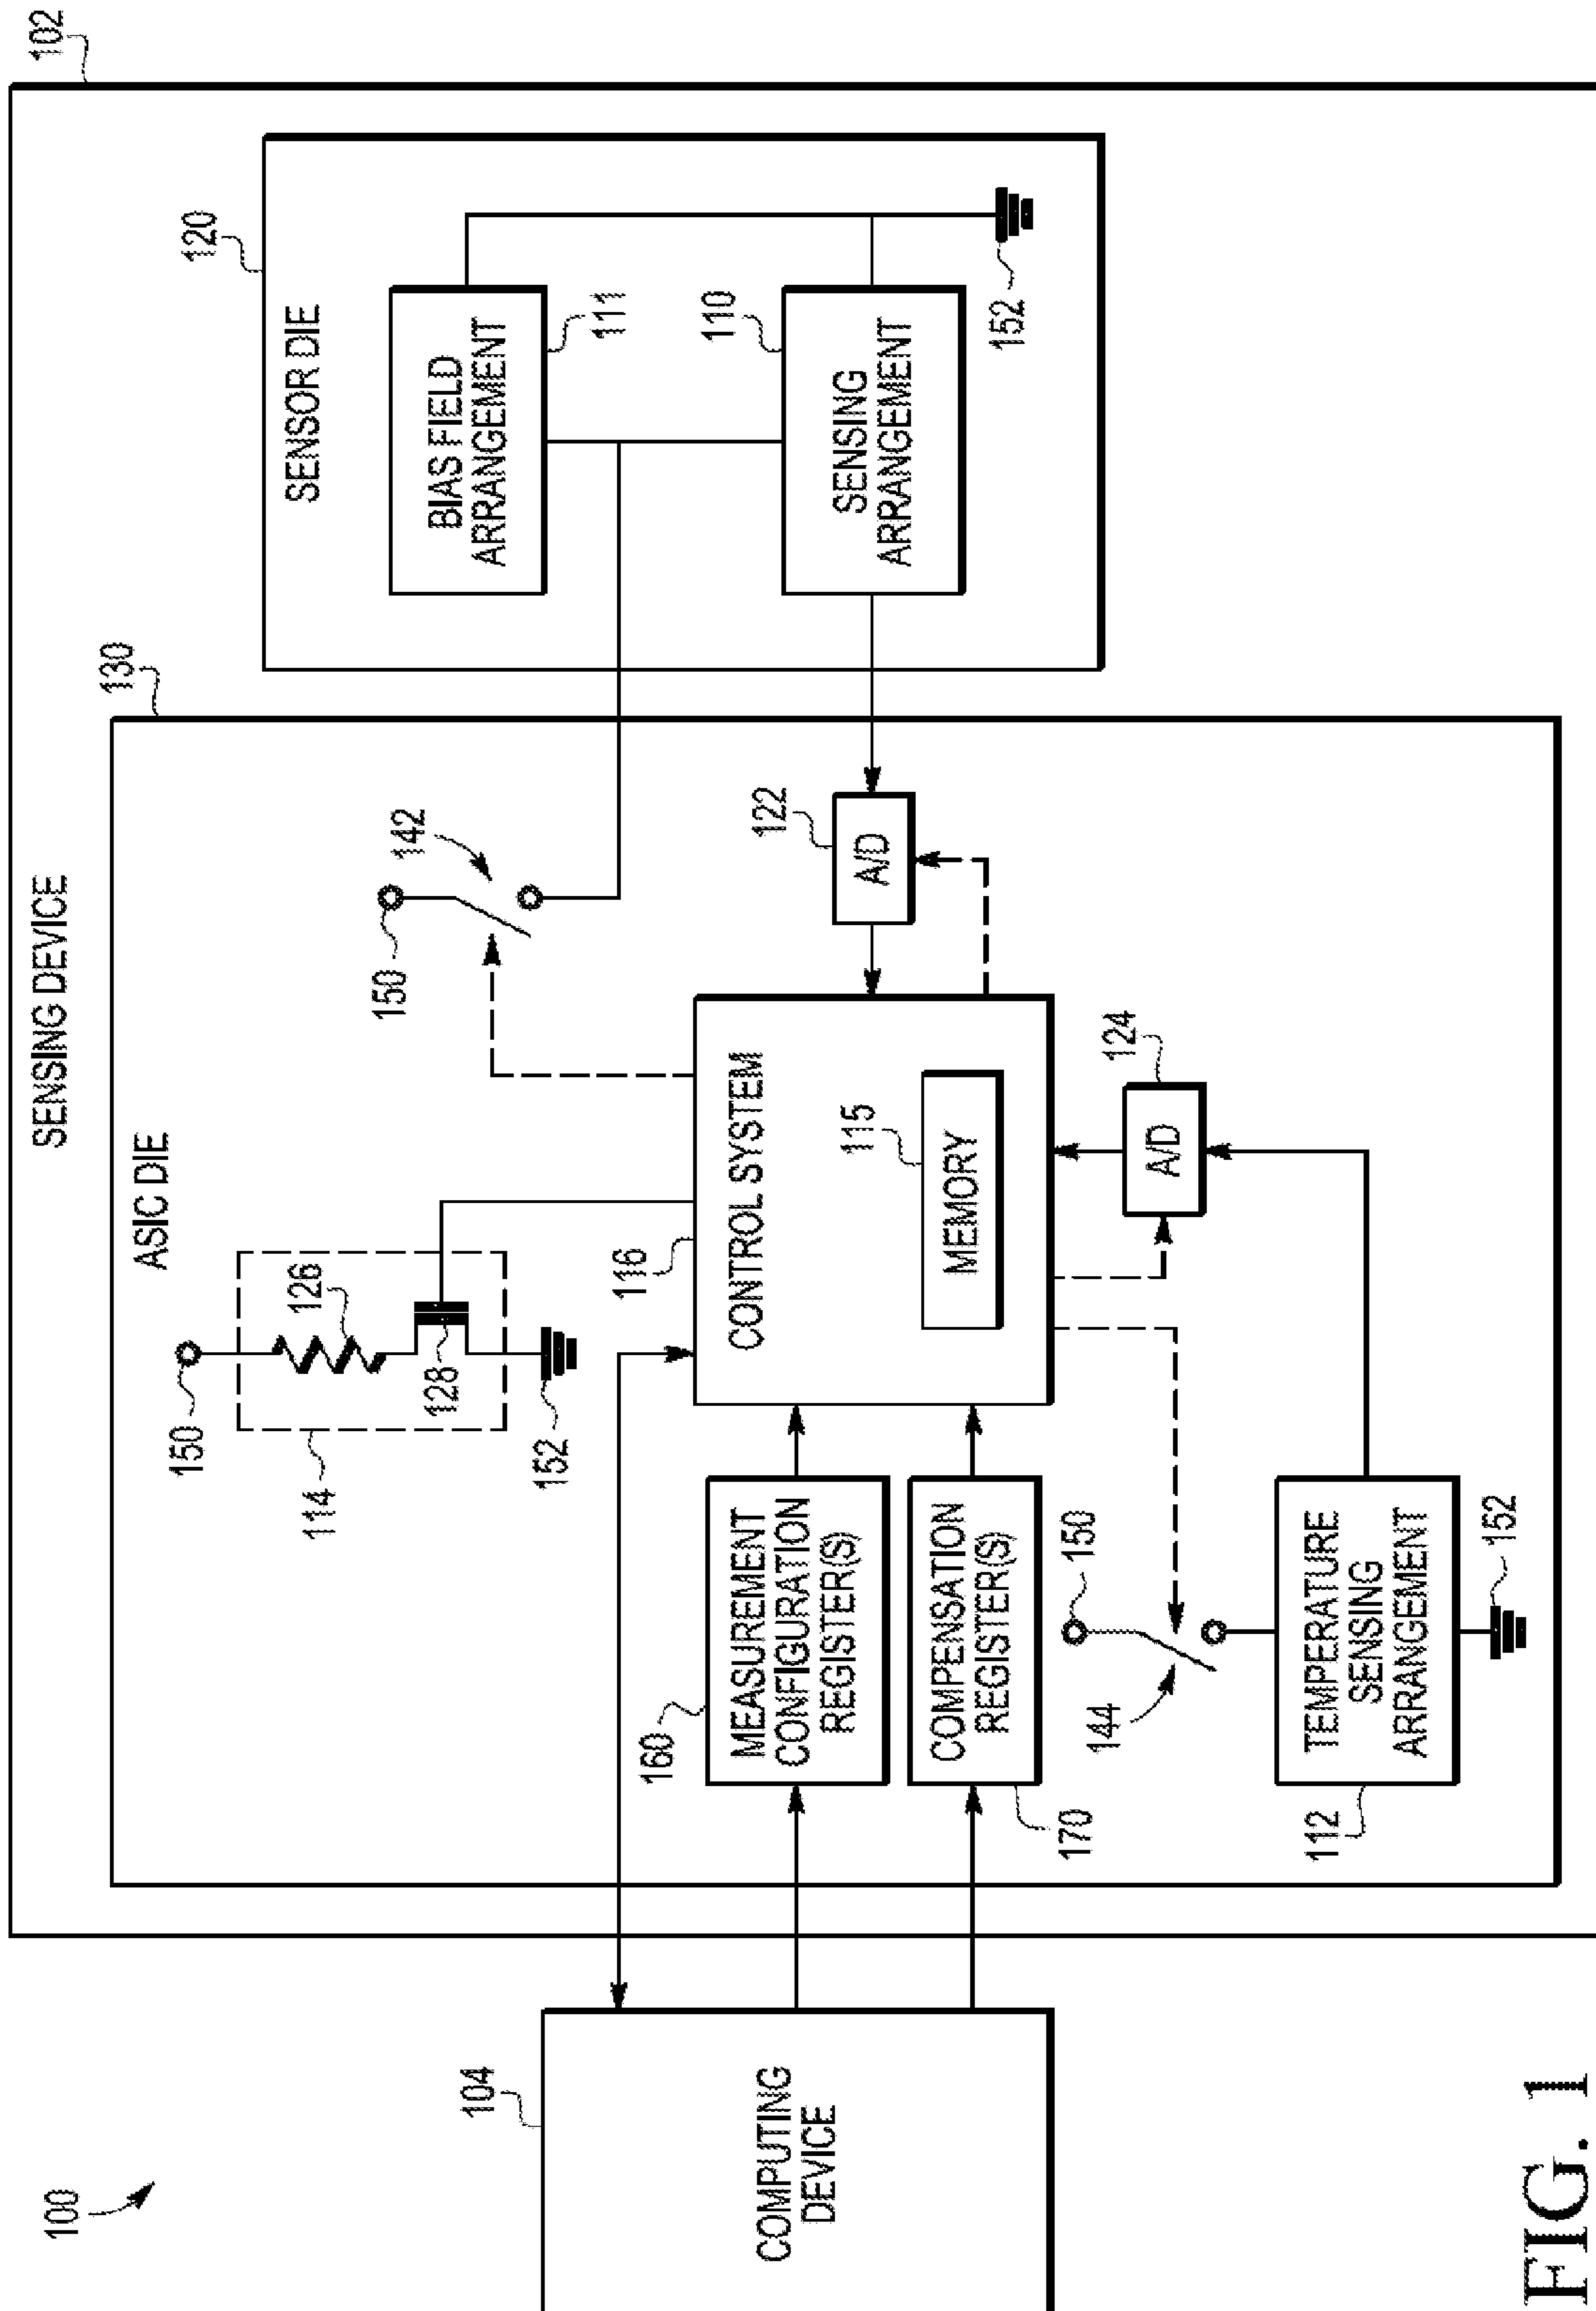 100
SENSING DEVICE
102
ASIC DIE
130
SENSOR DIE
120
150
126
128
114
152
150
142
BIAS FIELD
ARRANGEMENT
111
104
COMPUTING
DEVICE
160
MEASUREMENT
CONFIGURATION
REGISTER(S)
116
CONTROL SYSTEM
115
MEMORY
122
A/D
110
SENSING
ARRANGEMENT
152
COMPENSATION
REGISTER(S)
170
124
A/D
150
144
TEMPERATURE
SENSING
ARRANGEMENT
112
152
FIG. 1